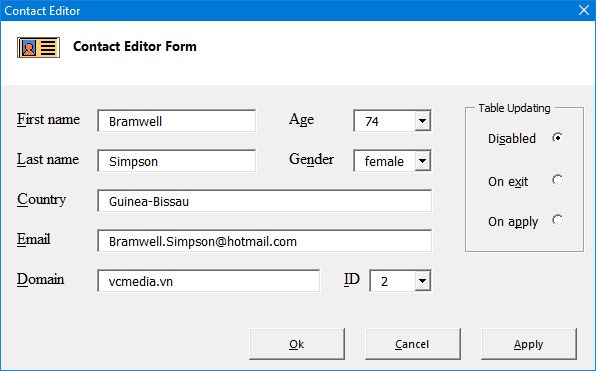 Contact Editor
Contact Editor Form
First name Bramwell Age 74
Last name Simpson Gender female
Country Guinea-Bissau
Email Bramwell.Simpson@hotmail.com
Domain vcmedia.vn ID 2
Table Updating
Disabled
On exit
On apply
Ok Cancel Apply